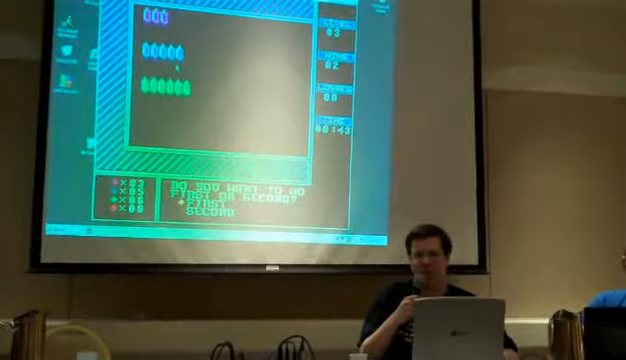 LEVEL
03
WINS
02
LOSSES
00
TIME
00:43
×03
×05
×06
×00
DO YOU WANT TO GO
FIRST OR SECOND?
FIRST
SECOND